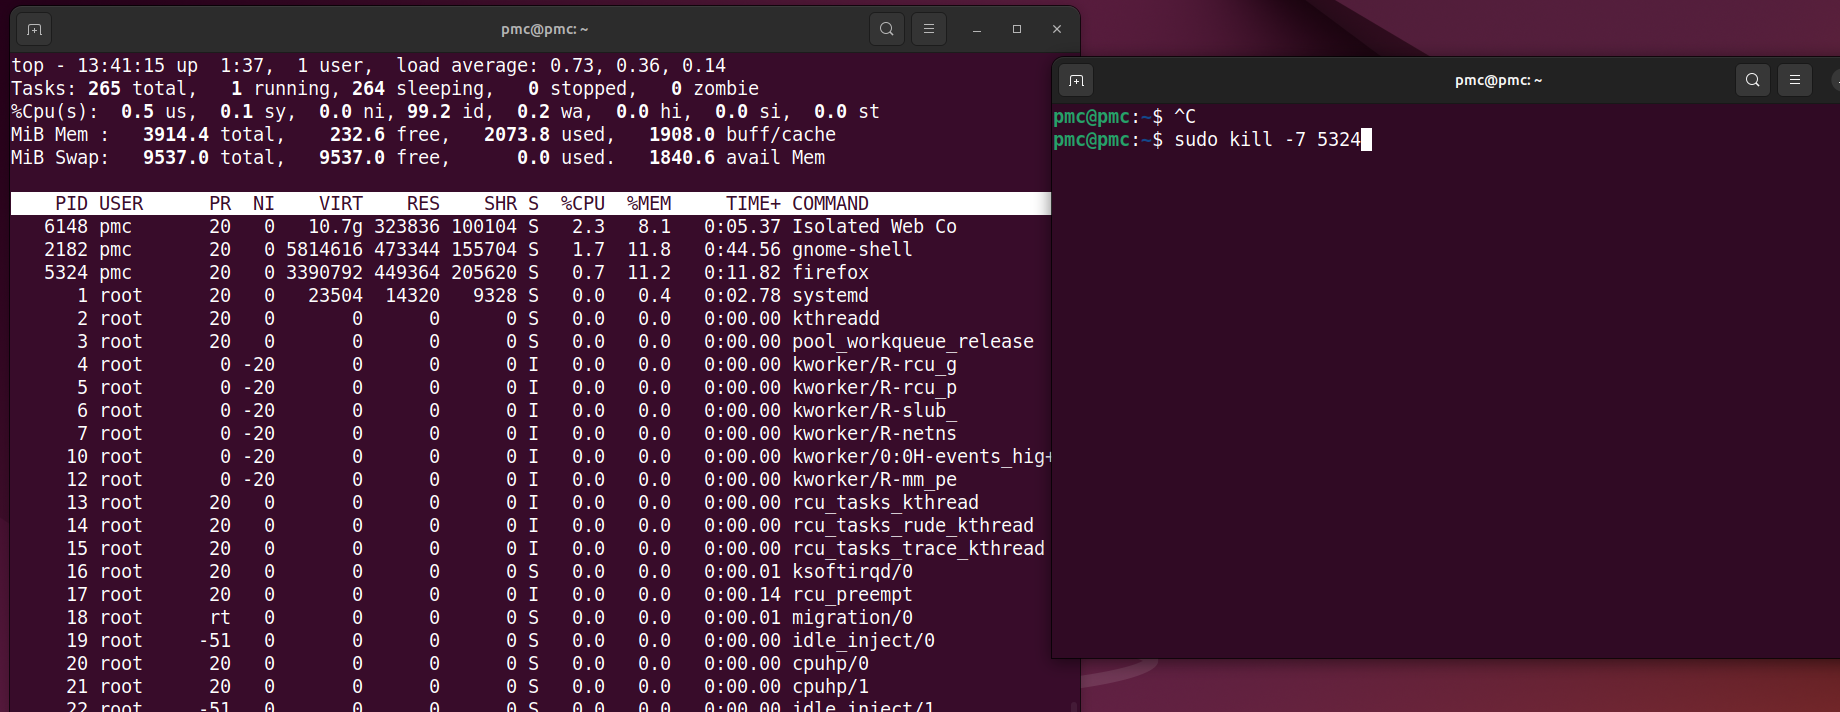 pmc@pmc: ~
top - 13:41:15 up  1:37,  1 user,  load average: 0.73, 0.36, 0.14
Tasks: 265 total,   1 running, 264 sleeping,   0 stopped,   0 zombie
%Cpu(s):  0.5 us,  0.1 sy,  0.0 ni, 99.2 id,  0.2 wa,  0.0 hi,  0.0 si,  0.0 st
MiB Mem :   3914.4 total,    232.6 free,   2073.8 used,   1908.0 buff/cache
MiB Swap:   9537.0 total,   9537.0 free,      0.0 used.   1840.6 avail Mem
PID USER      PR  NI    VIRT    RES    SHR S  %CPU  %MEM     TIME+ COMMAND
6148 pmc       20   0   10.7g 323836 100104 S   2.3   8.1   0:05.37 Isolated Web Co
2182 pmc       20   0 5814616 473344 155704 S   1.7  11.8   0:44.56 gnome-shell
5324 pmc       20   0 3390792 449364 205620 S   0.7  11.2   0:11.82 firefox
1 root      20   0   23504  14320   9328 S   0.0   0.4   0:02.78 systemd
2 root      20   0       0      0      0 S   0.0   0.0   0:00.00 kthreadd
3 root      20   0       0      0      0 S   0.0   0.0   0:00.00 pool_workqueue_release
4 root       0 -20       0      0      0 I   0.0   0.0   0:00.00 kworker/R-rcu_g
5 root       0 -20       0      0      0 I   0.0   0.0   0:00.00 kworker/R-rcu_p
6 root       0 -20       0      0      0 I   0.0   0.0   0:00.00 kworker/R-slub_
7 root       0 -20       0      0      0 I   0.0   0.0   0:00.00 kworker/R-netns
10 root       0 -20       0      0      0 I   0.0   0.0   0:00.00 kworker/0:0H-events_hig+
12 root       0 -20       0      0      0 I   0.0   0.0   0:00.00 kworker/R-mm_pe
13 root      20   0       0      0      0 I   0.0   0.0   0:00.00 rcu_tasks_kthread
14 root      20   0       0      0      0 I   0.0   0.0   0:00.00 rcu_tasks_rude_kthread
15 root      20   0       0      0      0 I   0.0   0.0   0:00.00 rcu_tasks_trace_kthread
16 root      20   0       0      0      0 S   0.0   0.0   0:00.01 ksoftirqd/0
17 root      20   0       0      0      0 I   0.0   0.0   0:00.14 rcu_preempt
18 root      rt   0       0      0      0 S   0.0   0.0   0:00.01 migration/0
19 root     -51   0       0      0      0 S   0.0   0.0   0:00.00 idle_inject/0
20 root      20   0       0      0      0 S   0.0   0.0   0:00.00 cpuhp/0
21 root      20   0       0      0      0 S   0.0   0.0   0:00.00 cpuhp/1
22 root     -51   0       0      0      0 S   0.0   0.0   0:00.00 idle_inject/1
pmc@pmc: ~
pmc@pmc:~$ ^C
pmc@pmc:~$ sudo kill -7 5324